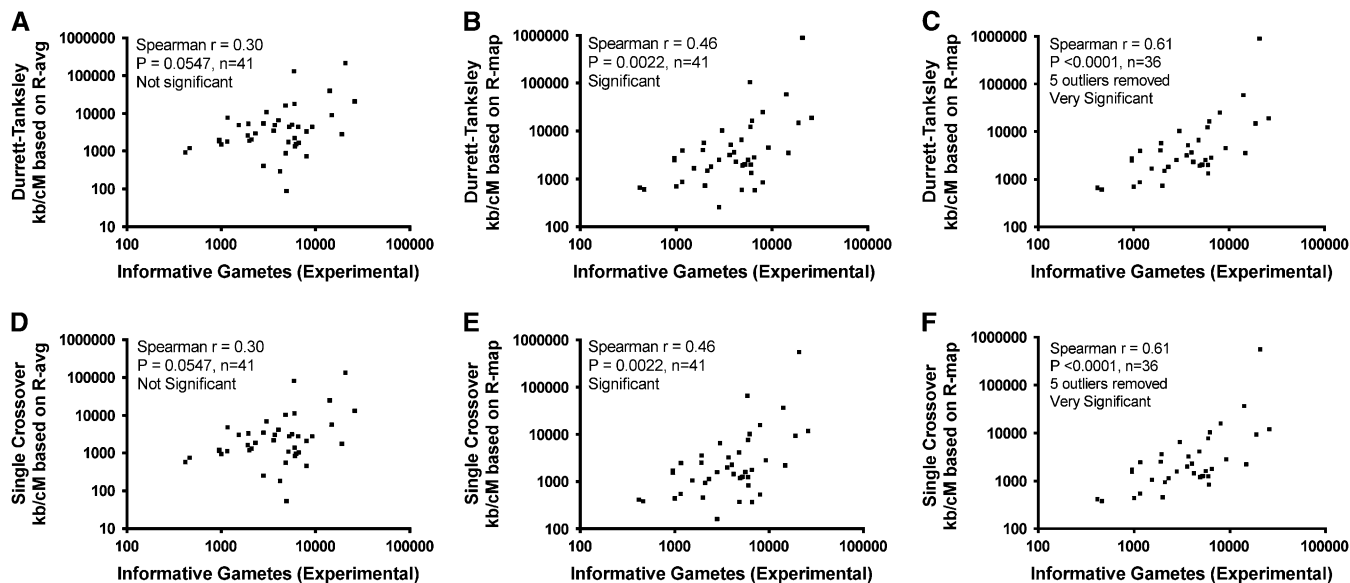 A
Durrett-Tanksley
kb/cM based on R-avg
1000000
100000
10000
1000
100
10
Spearman r = 0.30
P = 0.0547, n=41
Not significant
100
1000
10000
100000
Informative Gametes (Experimental)
B
Durrett-Tanksley
kb/cM based on R-map
1000000
100000
10000
1000
100
Spearman r = 0.46
P = 0.0022, n=41
Significant
100
1000
10000
100000
Informative Gametes (Experimental)
C
Durrett-Tanksley
kb/cM based on R-map
1000000
100000
10000
1000
100
Spearman r = 0.61
P <0.0001, n=36
5 outliers removed
Very Significant
100
1000
10000
100000
Informative Gametes (Experimental)
D
Single Crossover
kb/cM based on R-avg
1000000
100000
10000
1000
100
10
Spearman r = 0.30
P = 0.0547, n=41
Not Significant
100
1000
10000
100000
Informative Gametes (Experimental)
E
Single Crossover
kb/cM based on R-map
1000000
100000
10000
1000
100
Spearman r = 0.46
P = 0.0022, n=41
Significant
100
1000
10000
100000
Informative Gametes (Experimental)
F
Single Crossover
kb/cM based on R-map
1000000
100000
10000
1000
100
Spearman r = 0.61
P <0.0001, n=36
5 outliers removed
Very Significant
100
1000
10000
100000
Informative Gametes (Experimental)